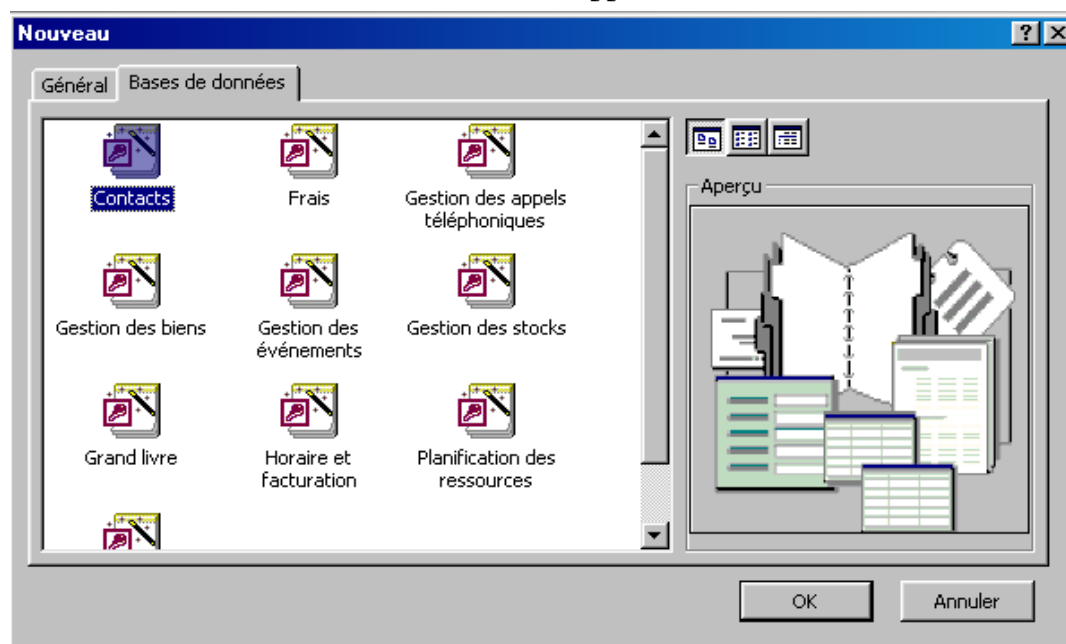 Nouveau
Général
Bases de données
Contacts
Frais
Gestion des appels
téléphoniques
Gestion des biens
Gestion des
événements
Gestion des stocks
Grand livre
Horaire et
facturation
Planification des
ressources
Aperçu
OK
Annuler